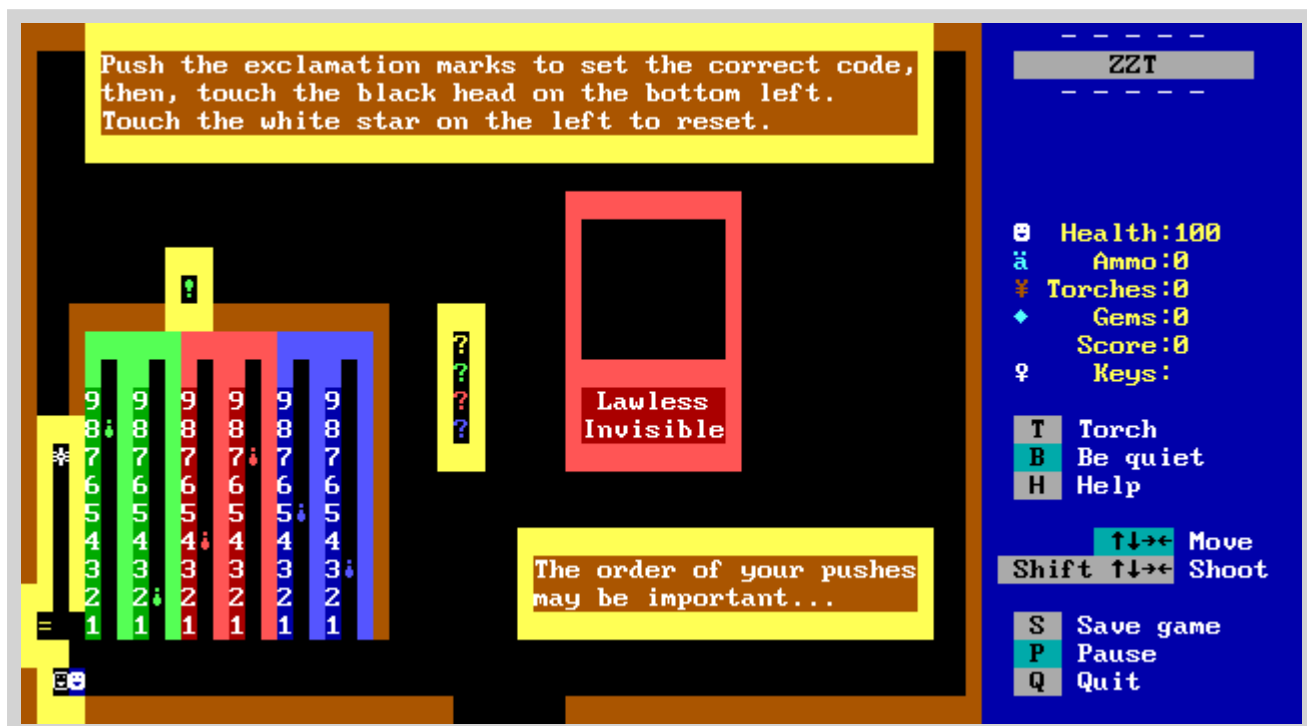 Push the exclamation marks to set the correct code,
then, touch the black head on the bottom left.
Touch the white star on the left to reset.
!
9 9 9 9 9 9
8 8 8 8 8 8
7 7 7 7 7 7
6 6 6 6 6 6
5 5 5 5 5 5
4 4 4 4 4 4
3 3 3 3 3 3
2 2 2 2 2 2
1 1 1 1 1 1
=
?
?
?
?
Lawless
Invisible
The order of your pushes
may be important...
- - - - -
ZZT
- - - - -
Health:100
Ammo:0
Torches:0
Gems:0
Score:0
Keys:
T Torch
B Be quiet
H Help
↑↓→← Move
Shift ↑↓→← Shoot
S Save game
P Pause
Q Quit